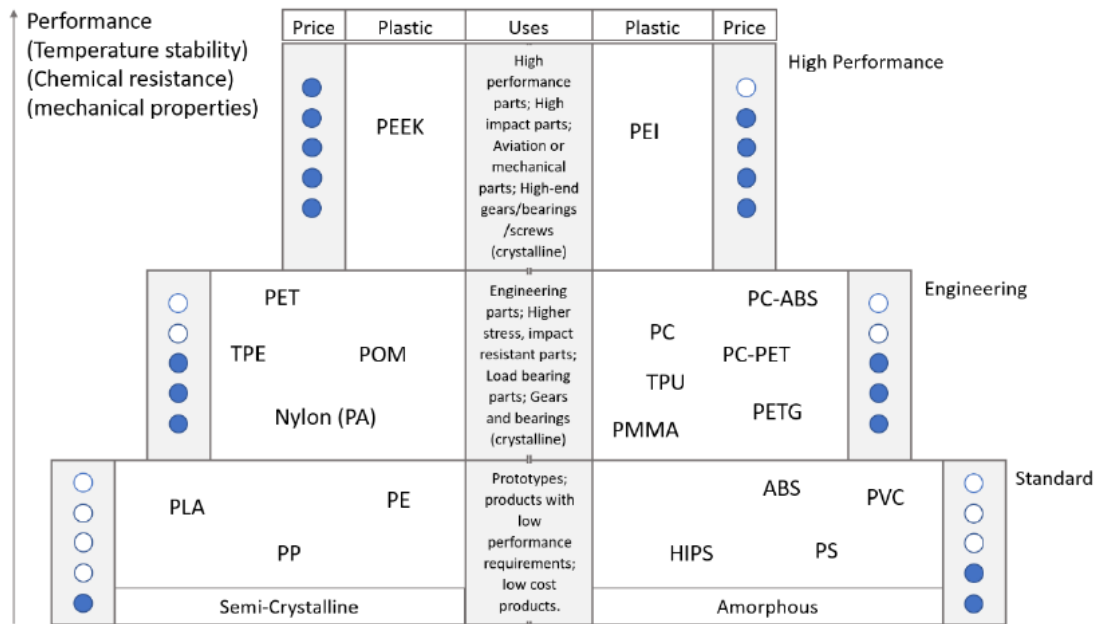 Performance
(Temperature stability)
(Chemical resistance)
(mechanical properties)
Price
Plastic
Uses
Plastic
Price
High Performance
PEEK
High
performance
parts; High
impact parts;
Aviation or
mechanical
parts; High-end
gears/bearings
/screws
(crystalline)
PEI
Engineering
PET
TPE
POM
Nylon (PA)
Engineering
parts; Higher
stress, impact
resistant parts;
Load bearing
parts; Gears
and bearings
(crystalline)
PC-ABS
PC
PC-PET
TPU
PETG
PMMA
Standard
PLA
PE
PP
Prototypes;
products with
low
performance
requirements;
low cost
products.
ABS
PVC
HIPS
PS
Semi-Crystalline
Amorphous